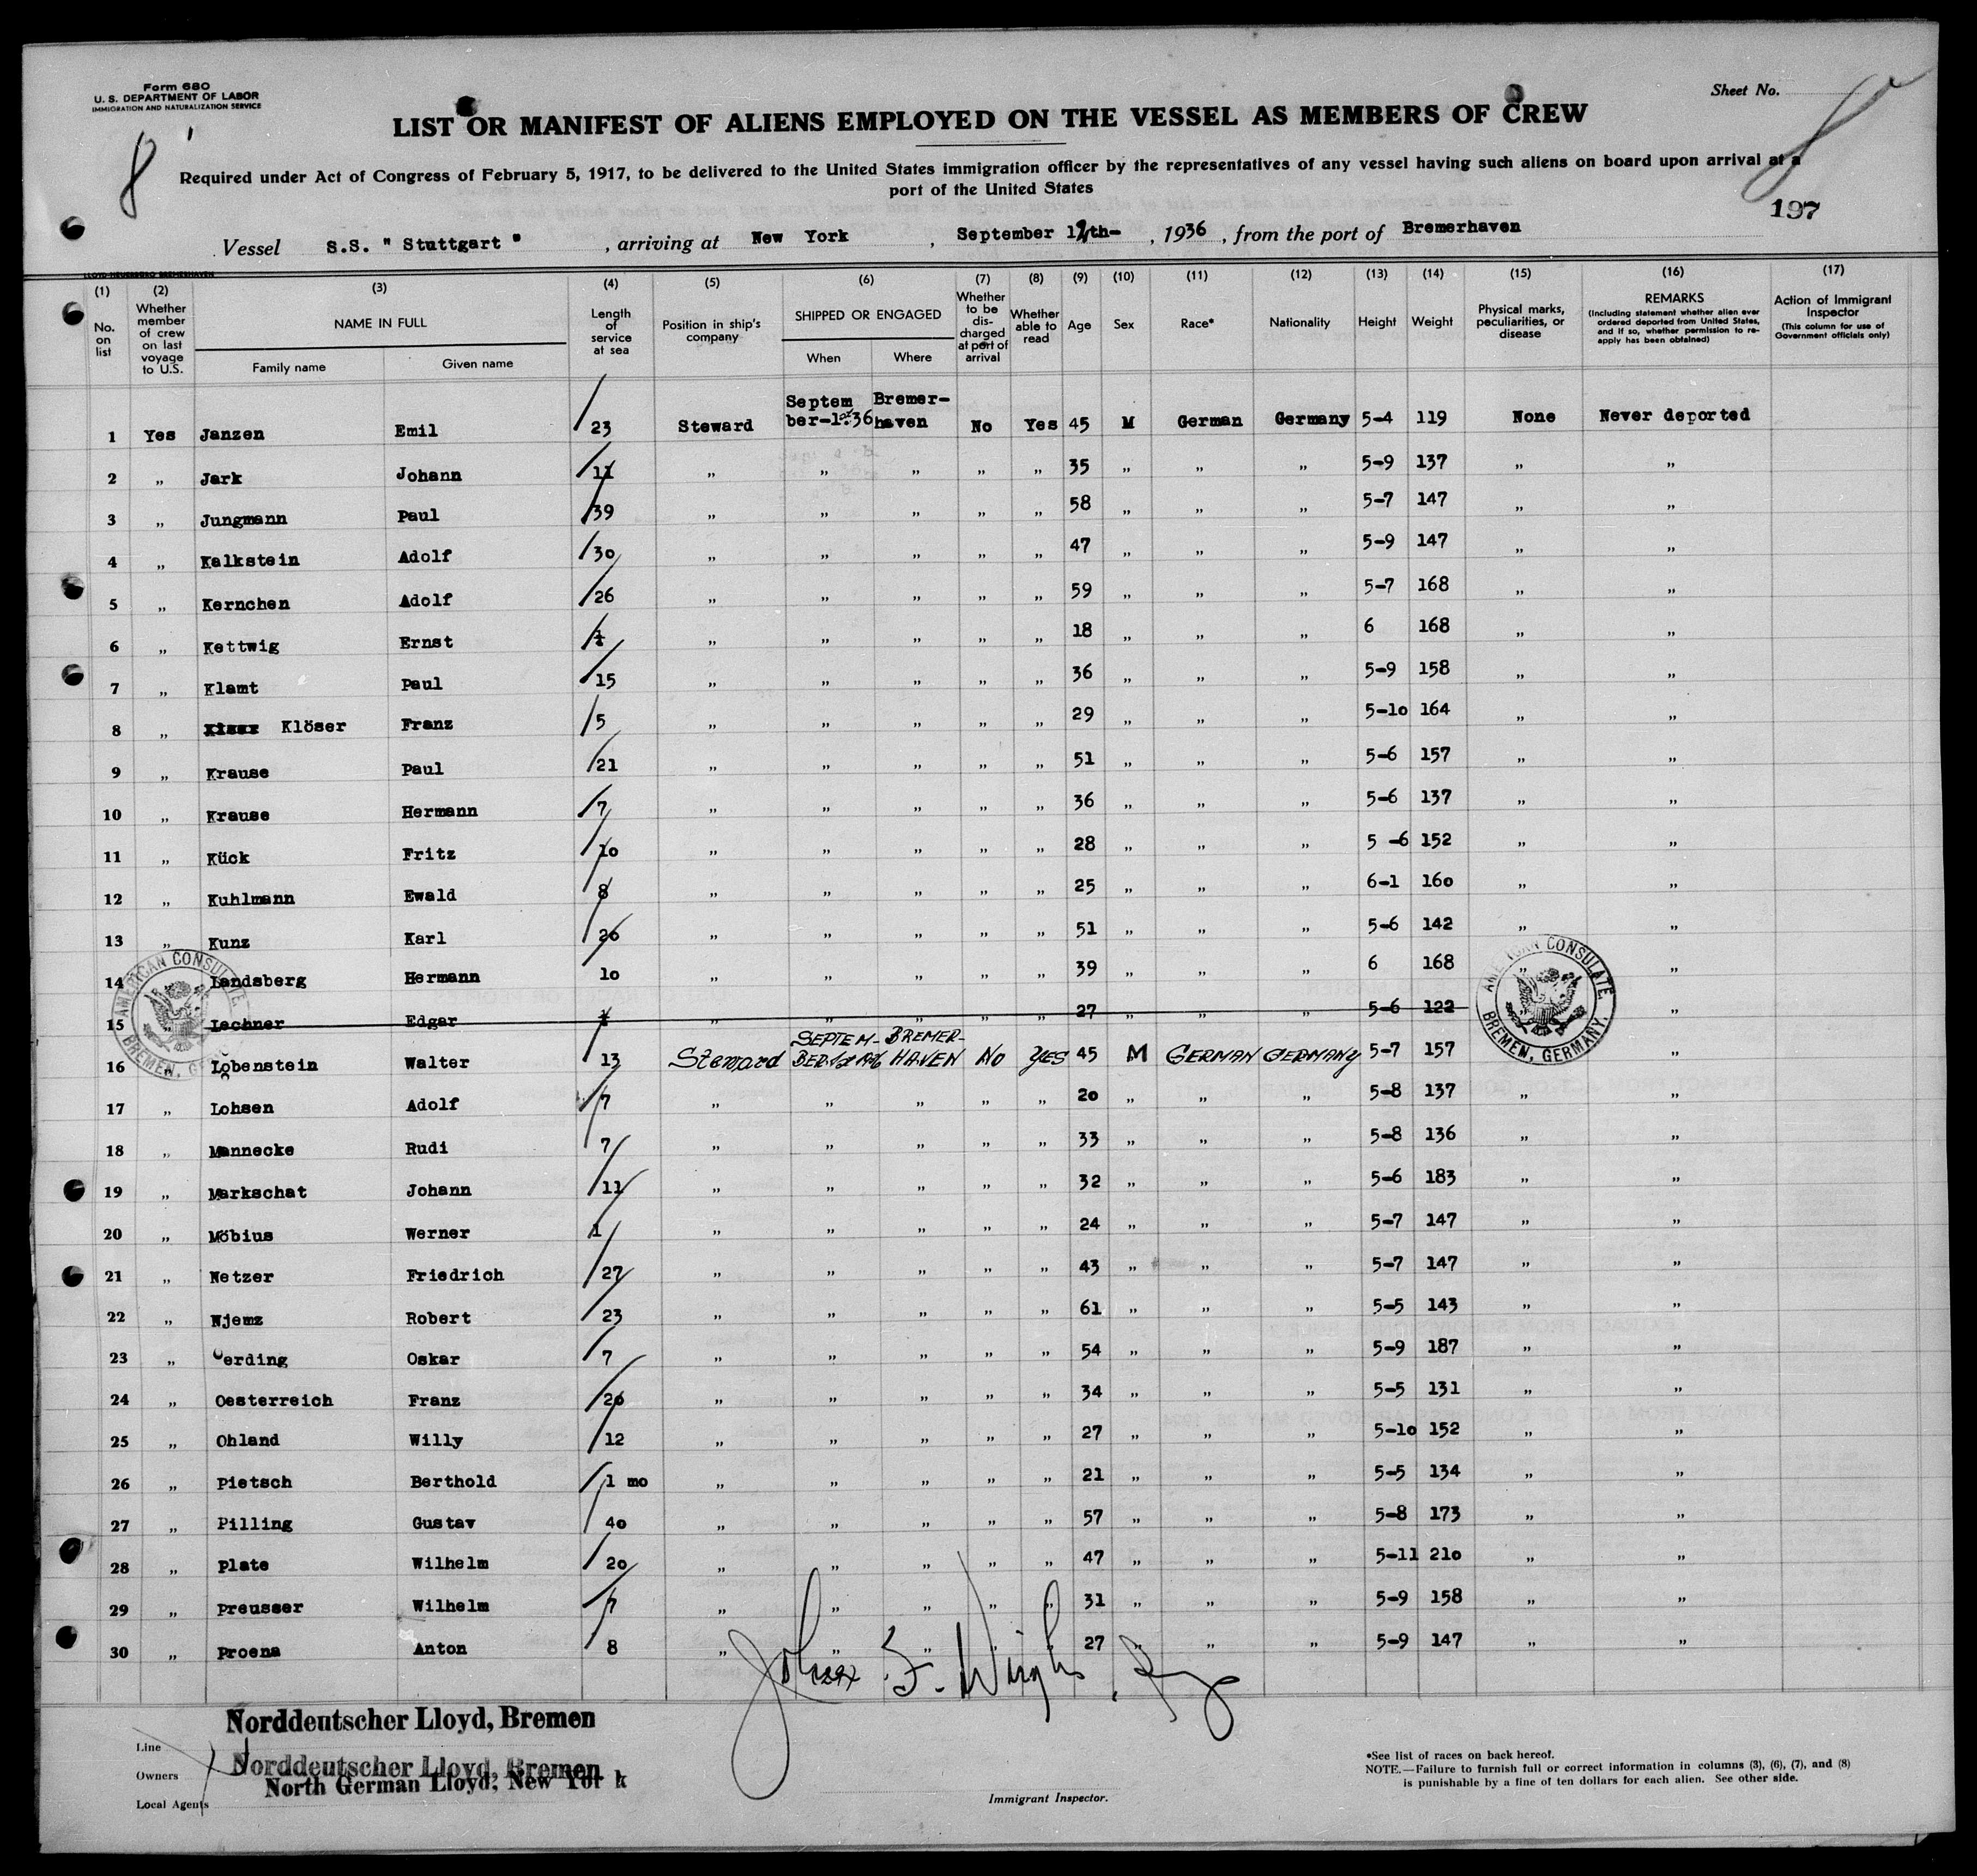 Form 680
U. S. DEPARTMENT OF LABOR
IMMIGRATION AND NATURALIZATION SERVICE
Sheet No.
8
LIST OR MANIFEST OF ALIENS EMPLOYED ON THE VESSEL AS MEMBERS OF CREW
Required under Act of Congress of February 5, 1917, to be delivered to the United States immigration officer by the representatives of any vessel having such aliens on board upon arrival at a
port of the United States
197
Vessel S.S. " Stuttgart " , arriving at New York , September th- , 1936 , from the port of Bremerhaven
(1) (2) (3) (4) (5) (6) (7) (8) (9) (10) (11) (12) (13) (14) (15) (16) (17)
No. on list
Whether member of crew on last voyage to U.S.
NAME IN FULL
Family name Given name
Length of service at sea
Position in ship's company
SHIPPED OR ENGAGED
When Where
Whether to be discharged at port of arrival
Whether able to read
Age
Sex
Race*
Nationality
Height
Weight
Physical marks, peculiarities, or disease
REMARKS
(Including statement whether alien ever ordered deported from United States, and if so, whether permission to re-apply has been obtained)
Action of Immigrant Inspector
(This column for use of Government officials only)
1 Yes Janzen Emil 23 Steward September-1st 36 Bremerhaven No Yes 45 M German Germany 5-4 119 None Never deported
2 " Jark Johann 11 " " " " " 35 " " " 5-9 137 " "
3 " Jungmann Paul 39 " " " " " 58 " " " 5-7 147 " "
4 " Kalkstein Adolf 30 " " " " " 47 " " " 5-9 147 " "
5 " Kernchen Adolf 26 " " " " " 59 " " " 5-7 168 " "
6 " Kettwig Ernst " " " " " 18 " " " 6 168 " "
7 " Klamt Paul 15 " " " " " 36 " " " 5-9 158 " "
8 " Klöser Franz 5 " " " " " 29 " " " 5-10 164 " "
9 " Krause Paul 21 " " " " " 51 " " " 5-6 157 " "
10 " Krause Hermann 7 " " " " " 36 " " " 5-6 137 " "
11 " Kück Fritz 10 " " " " " 28 " " " 5 -6 152 " "
12 " Kuhlmann Ewald 8 " " " " " 25 " " " 6-1 160 " "
13 " Kunz Karl 26 " " " " " 51 " " " 5-6 142 " "
14 " Landsberg Hermann 10 " " " " " 39 " " " 6 168 " "
15 " Lechner Edgar " " " " " 27 " " " 5-6 122 " "
16 " Löbenstein Walter 13 Steward SEPTEMBER 1st BREMERHAVEN No YES 45 M GERMAN GERMANY 5-7 157 "
17 " Lohsen Adolf 7 " " " " " 20 " " " 5-8 137 " "
18 " Mannecke Rudi 7 " " " " " 33 " " " 5-8 136 " "
19 " Markschat Johann 11 " " " " " 32 " " " 5-6 183 " "
20 " Möbius Werner 1 " " " " " 24 " " " 5-7 147 " "
21 " Netzer Friedrich 27 " " " " " 43 " " " 5-7 147 " "
22 " Njemz Robert 23 " " " " " 61 " " " 5-5 143 " "
23 " Oerding Oskar 7 " " " " " 54 " " " 5-9 187 " "
24 " Oesterreich Franz 20 " " " " " 34 " " " 5-5 131 " "
25 " Ohland Willy 12 " " " " " 27 " " " 5-10 152 " "
26 " Pietsch Berthold 1 mo " " " " " 21 " " " 5-5 134 " "
27 " Pilling Gustav 40 " " " " " 57 " " " 5-8 173 " "
28 " Plate Wilhelm 20 " " " " " 47 " " " 5-11 210 " "
29 " Preusser Wilhelm 7 " " " " " 31 " " " 5-9 158 " "
30 " Proena Anton 8 " " " " " 27 " " " 5-9 147 " "
AMERICAN CONSULATE BREMEN, GERMANY.
AMERICAN CONSULATE BREMEN, GERMANY.
Norddeutscher Lloyd, Bremen
Line
Norddeutscher Lloyd, Bremen
Owners
North German Lloyd, New York
Local Agents
John F.
Immigrant Inspector.
*See list of races on back hereof.
NOTE.—Failure to furnish full or correct information in columns (3), (6), (7), and (8)
is punishable by a fine of ten dollars for each alien. See other side.